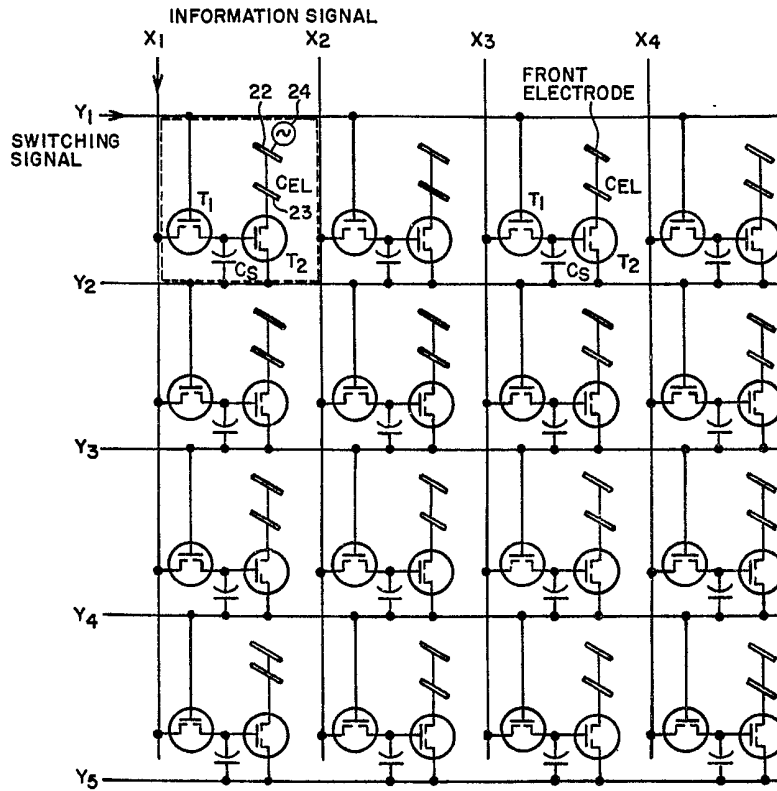 INFORMATION SIGNAL
X1 X2 X3 X4
FRONT
ELECTRODE
22 24
Y1
SWITCHING
SIGNAL
CEL CEL
T1 23 T1
CS T2 CS T2
Y2
Y3
Y4
Y5